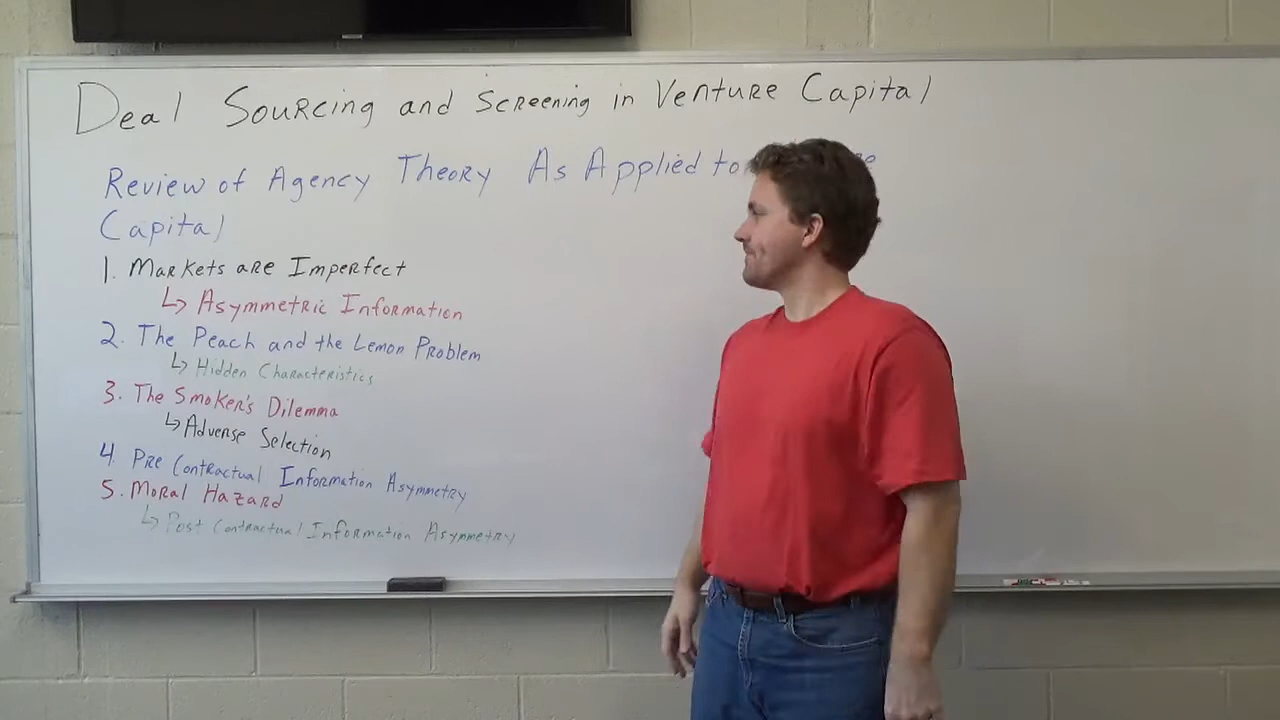 Deal Sourcing and Screening in Venture Capital
Review of Agency Theory As Applied to
Capital
1. Markets are Imperfect
↳ Asymmetric Information
2. The Peach and the Lemon Problem
↳ Hidden Characteristics
3. The Smoker's Dilemma
↳ Adverse Selection
4. Pre Contractual Information Asymmetry
5. Moral Hazard
↳ Post Contractual Information Asymmetry